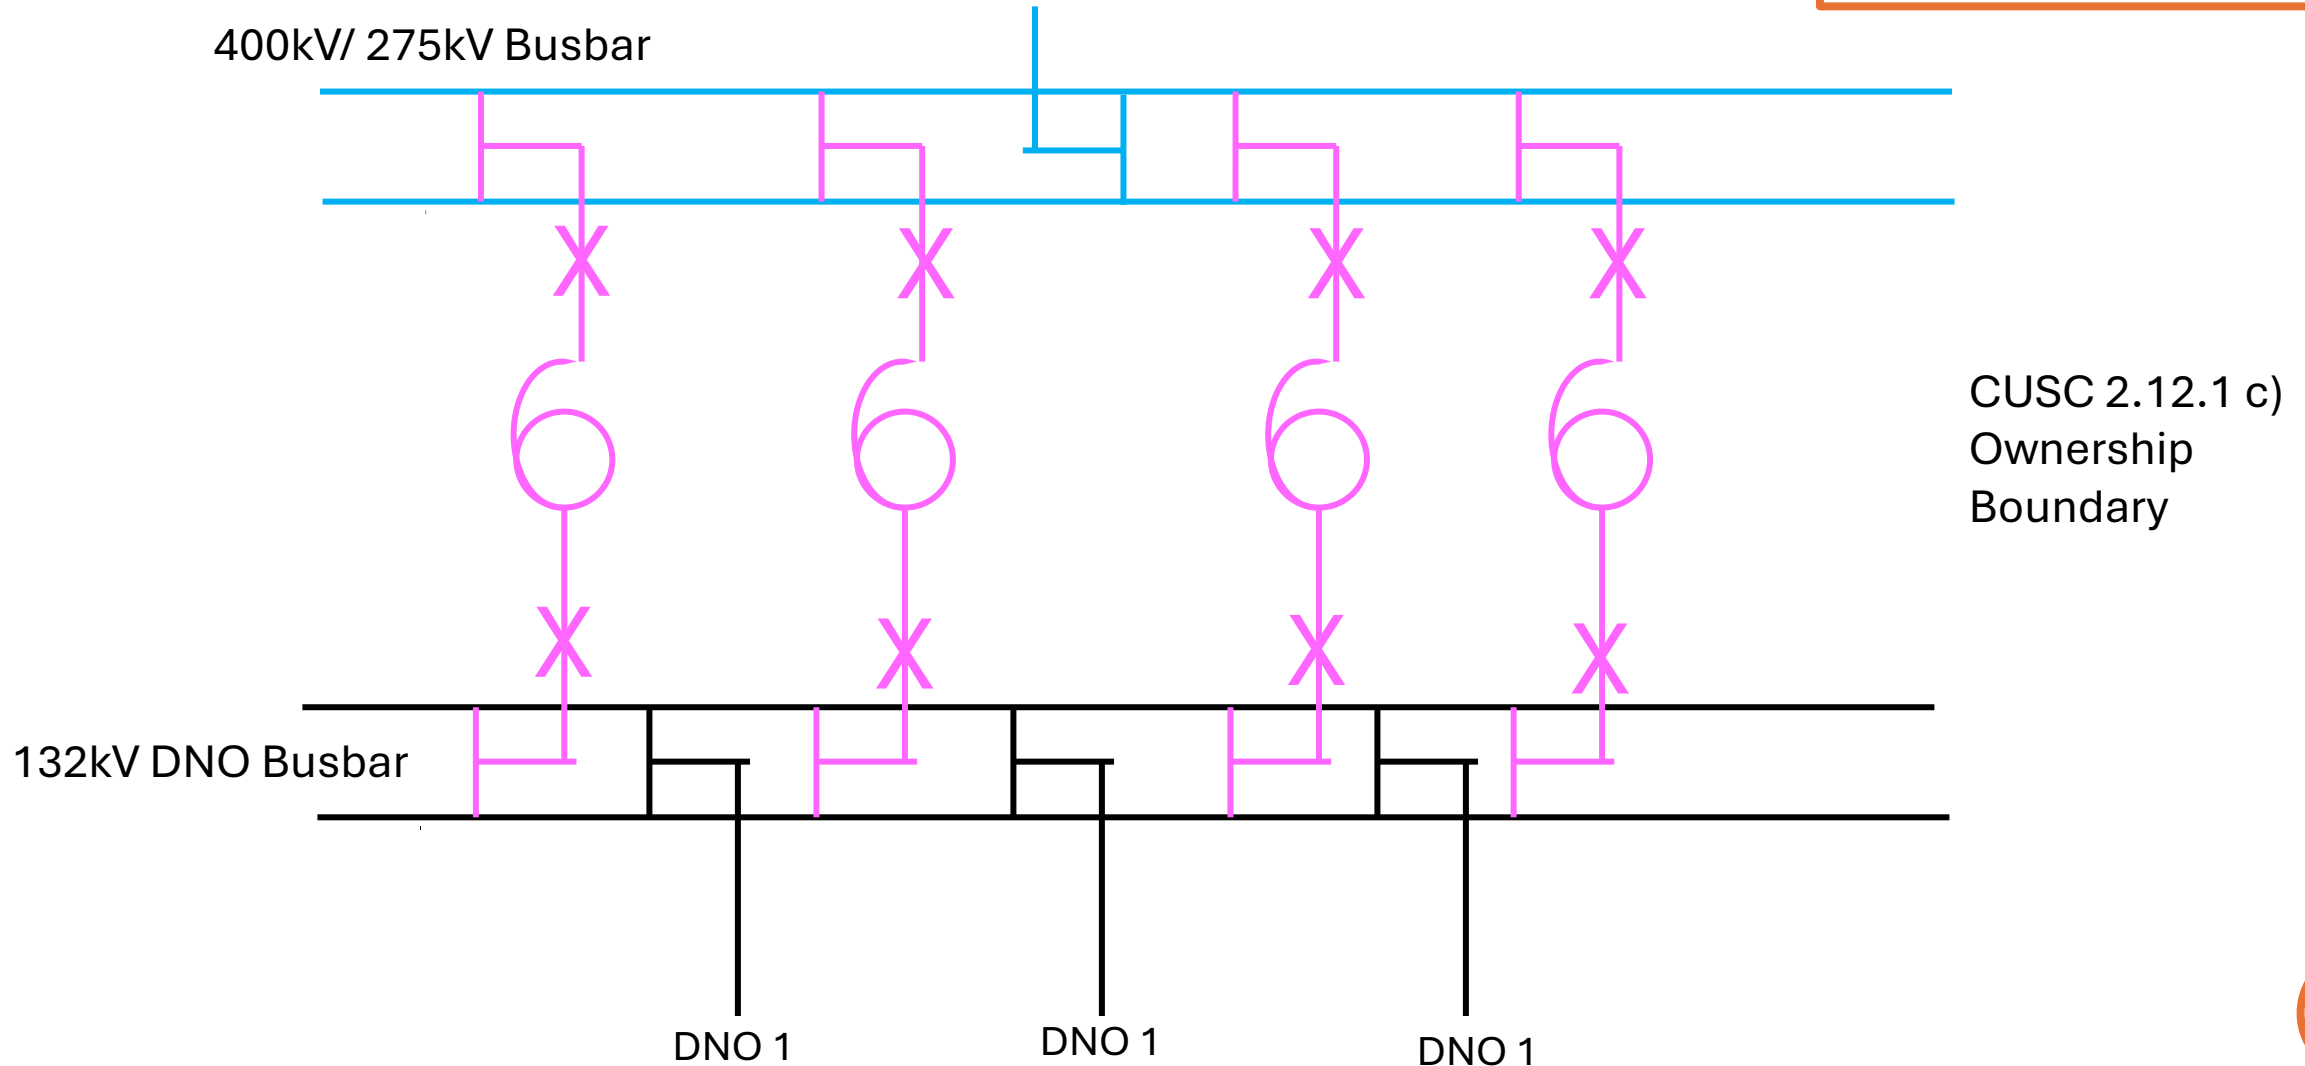 400kV/ 275kV Busbar
X X X X
CUSC 2.12.1 c)
Ownership
Boundary
X X X X
132kV DNO Busbar
DNO 1 DNO 1 DNO 1